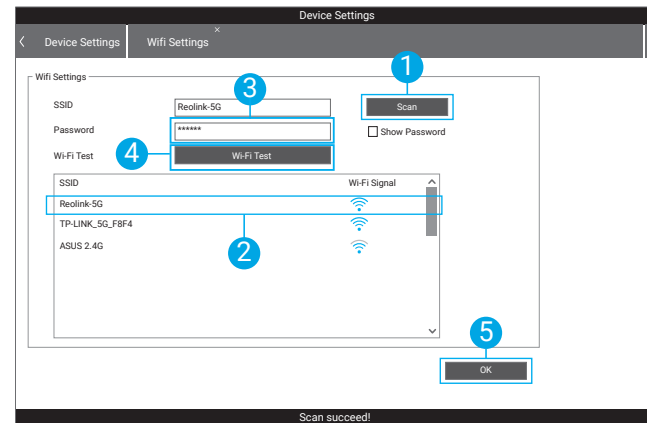 Device Settings
Device Settings Wifi Settings ×
1
Wifi Settings
3
SSID Reolink-5G Scan
Password ****** Show Password
4
Wi-Fi Test Wi-Fi Test
SSID Wi-Fi Signal
Reolink-5G
TP-LINK_5G_F8F4
2
ASUS 2.4G
5
OK
Scan succeed!